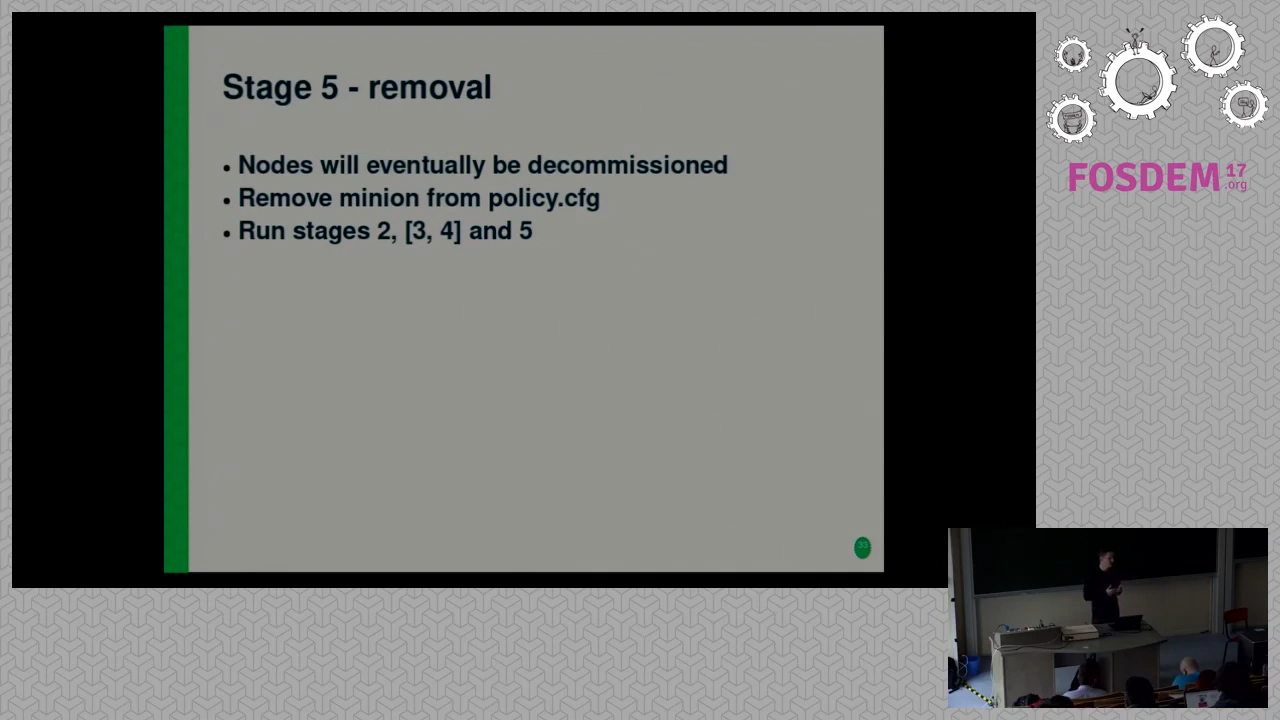 Stage 5 - removal
• Nodes will eventually be decommissioned
• Remove minion from policy.cfg
• Run stages 2, [3, 4] and 5
33
FOSDEM 17
.org